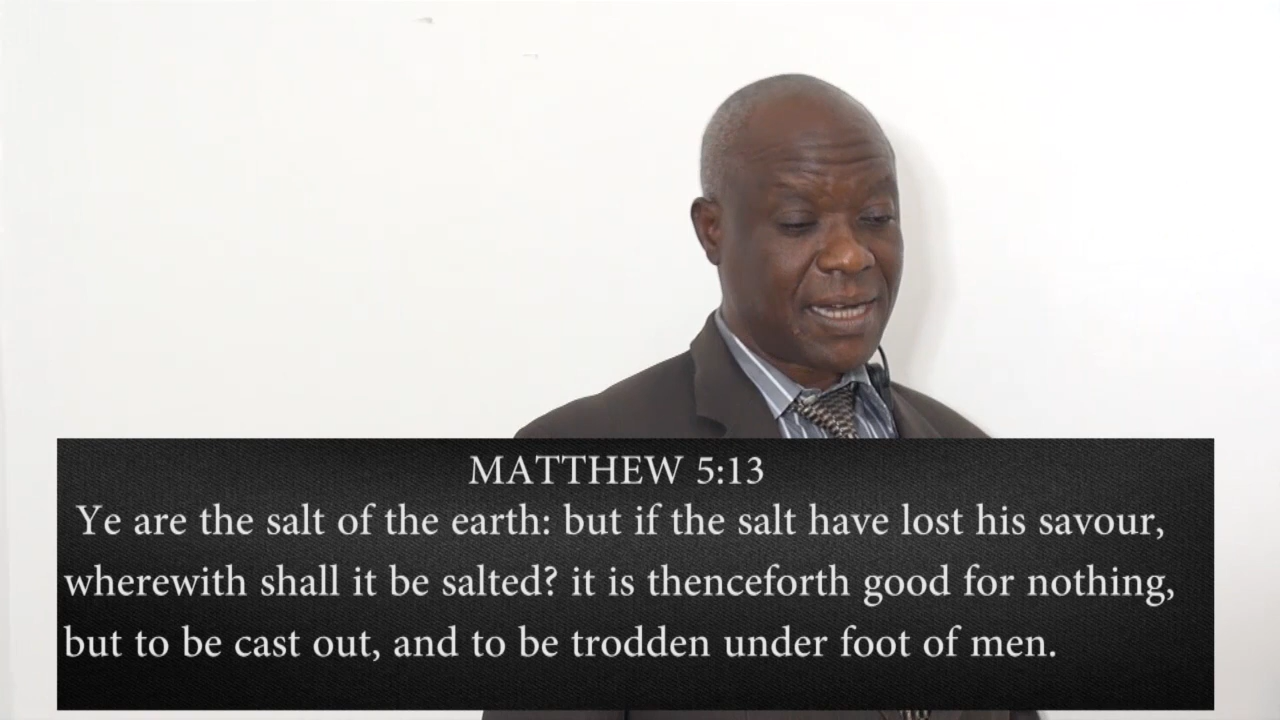 MATTHEW 5:13
Ye are the salt of the earth: but if the salt have lost his savour,
wherewith shall it be salted? it is thenceforth good for nothing,
but to be cast out, and to be trodden under foot of men.